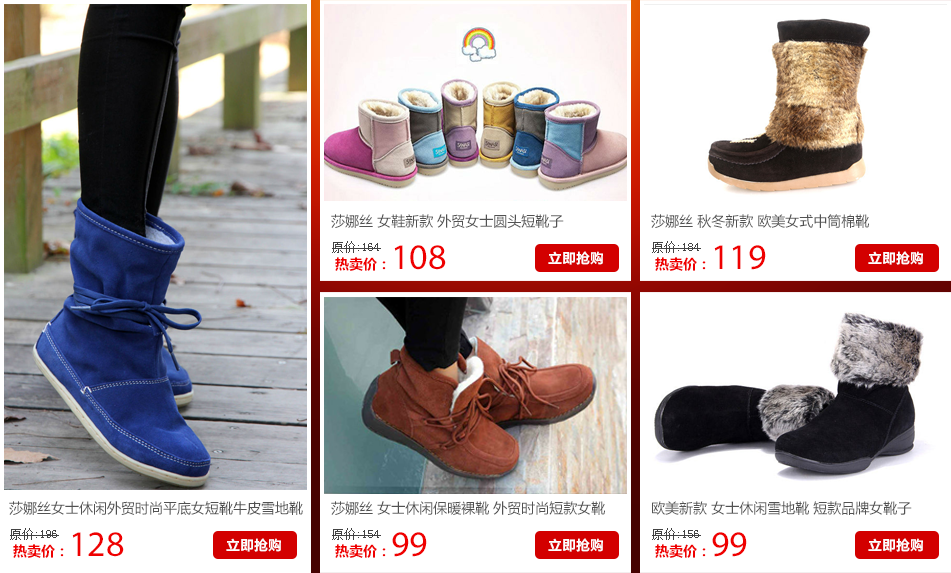 莎娜丝女士休闲外贸时尚平底女短靴牛皮雪地靴
原价:196
热卖价：128
立即抢购
莎娜丝 女鞋新款 外贸女士圆头短靴子
原价:164
热卖价：108
立即抢购
莎娜丝 秋冬新款 欧美女式中筒棉靴
原价:184
热卖价：119
立即抢购
莎娜丝 女士休闲保暖裸靴 外贸时尚短款女靴
原价:154
热卖价：99
立即抢购
欧美新款 女士休闲雪地靴 短款品牌女靴子
原价:156
热卖价：99
立即抢购